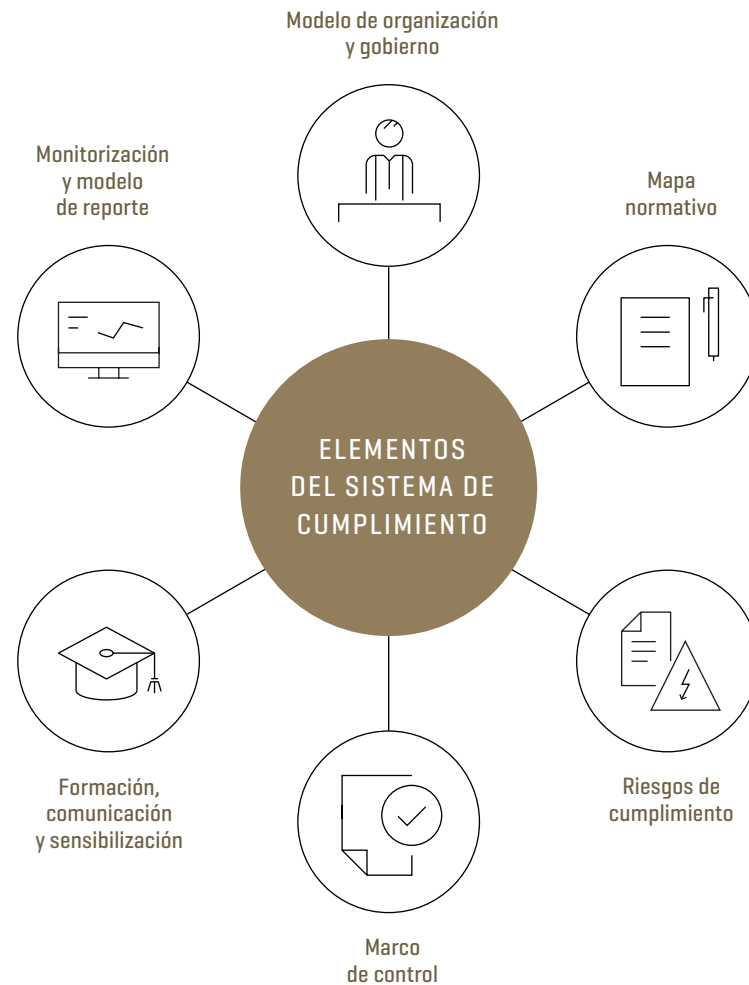 Modelo de organización
y gobierno
Monitorización
y modelo
de reporte
Mapa
normativo
ELEMENTOS
DEL SISTEMA DE
CUMPLIMIENTO
Formación,
comunicación
y sensibilización
Riesgos de
cumplimiento
Marco
de control